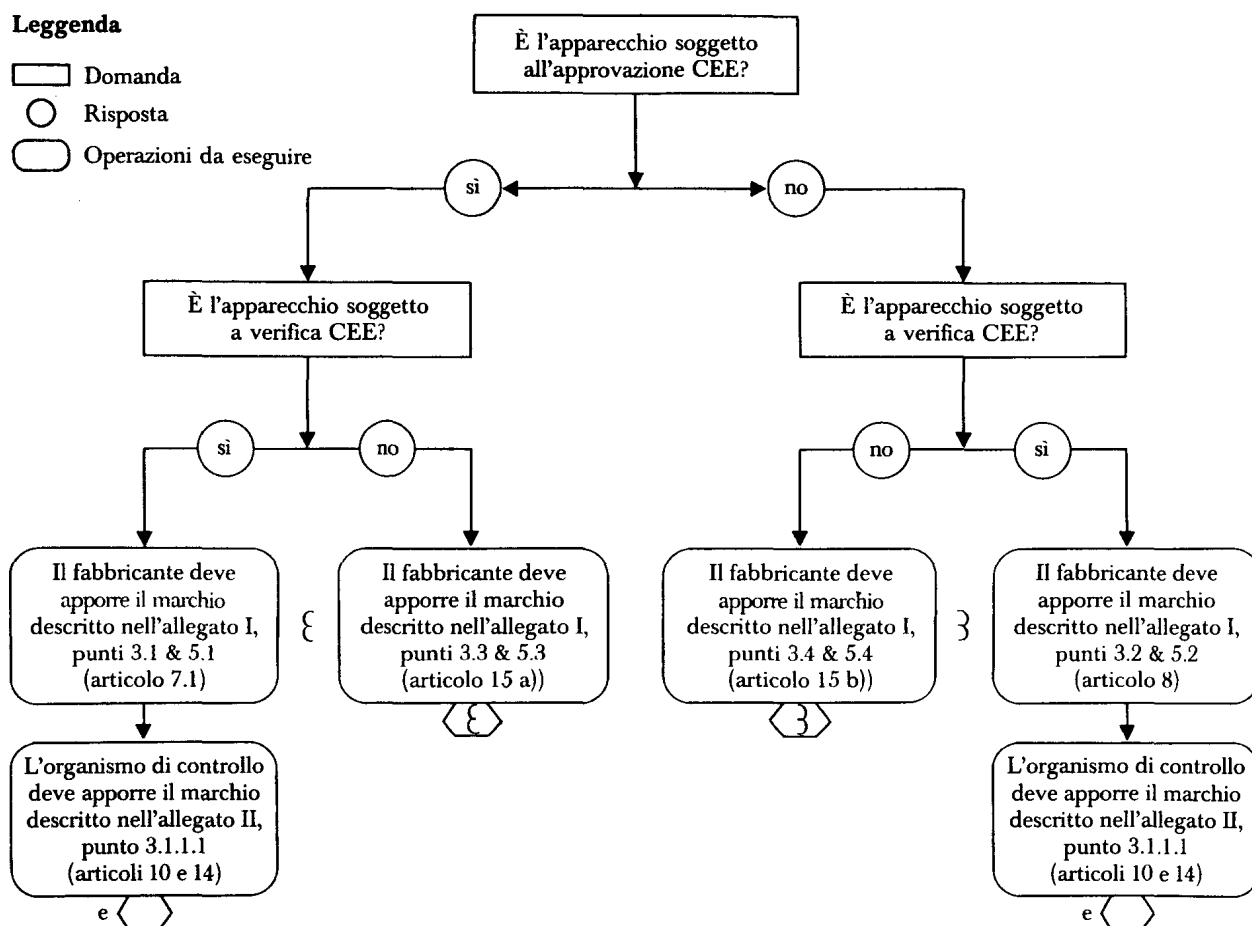 Leggenda
Domanda
Risposta
Operazioni da eseguire
È l'apparecchio soggetto
all'approvazione CEE?
sì
no
È l'apparecchio soggetto
a verifica CEE?
È l'apparecchio soggetto
a verifica CEE?
sì
no
no
sì
Il fabbricante deve
apporre il marchio
descritto nell'allegato I,
punti 3.1 & 5.1
(articolo 7.1)
Il fabbricante deve
apporre il marchio
descritto nell'allegato I,
punti 3.3 & 5.3
(articolo 15 a))
Il fabbricante deve
apporre il marchio
descritto nell'allegato I,
punti 3.4 & 5.4
(articolo 15 b))
Il fabbricante deve
apporre il marchio
descritto nell'allegato I,
punti 3.2 & 5.2
(articolo 8)
L'organismo di controllo
deve apporre il marchio
descritto nell'allegato II,
punto 3.1.1.1
(articoli 10 e 14)
e
L'organismo di controllo
deve apporre il marchio
descritto nell'allegato II,
punto 3.1.1.1
(articoli 10 e 14)
e